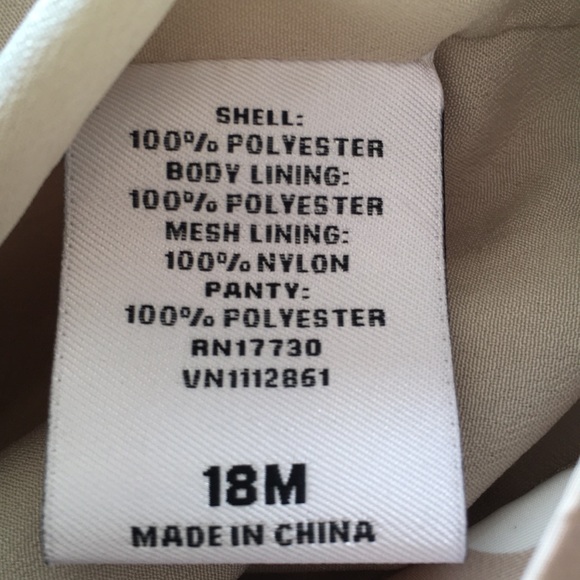 SHELL:
100% POLYESTER
BODY LINING:
100% POLYESTER
MESH LINING:
100% NYLON
PANTY:
100% POLYESTER
RN17730
VN1112861
18M
MADE IN CHINA